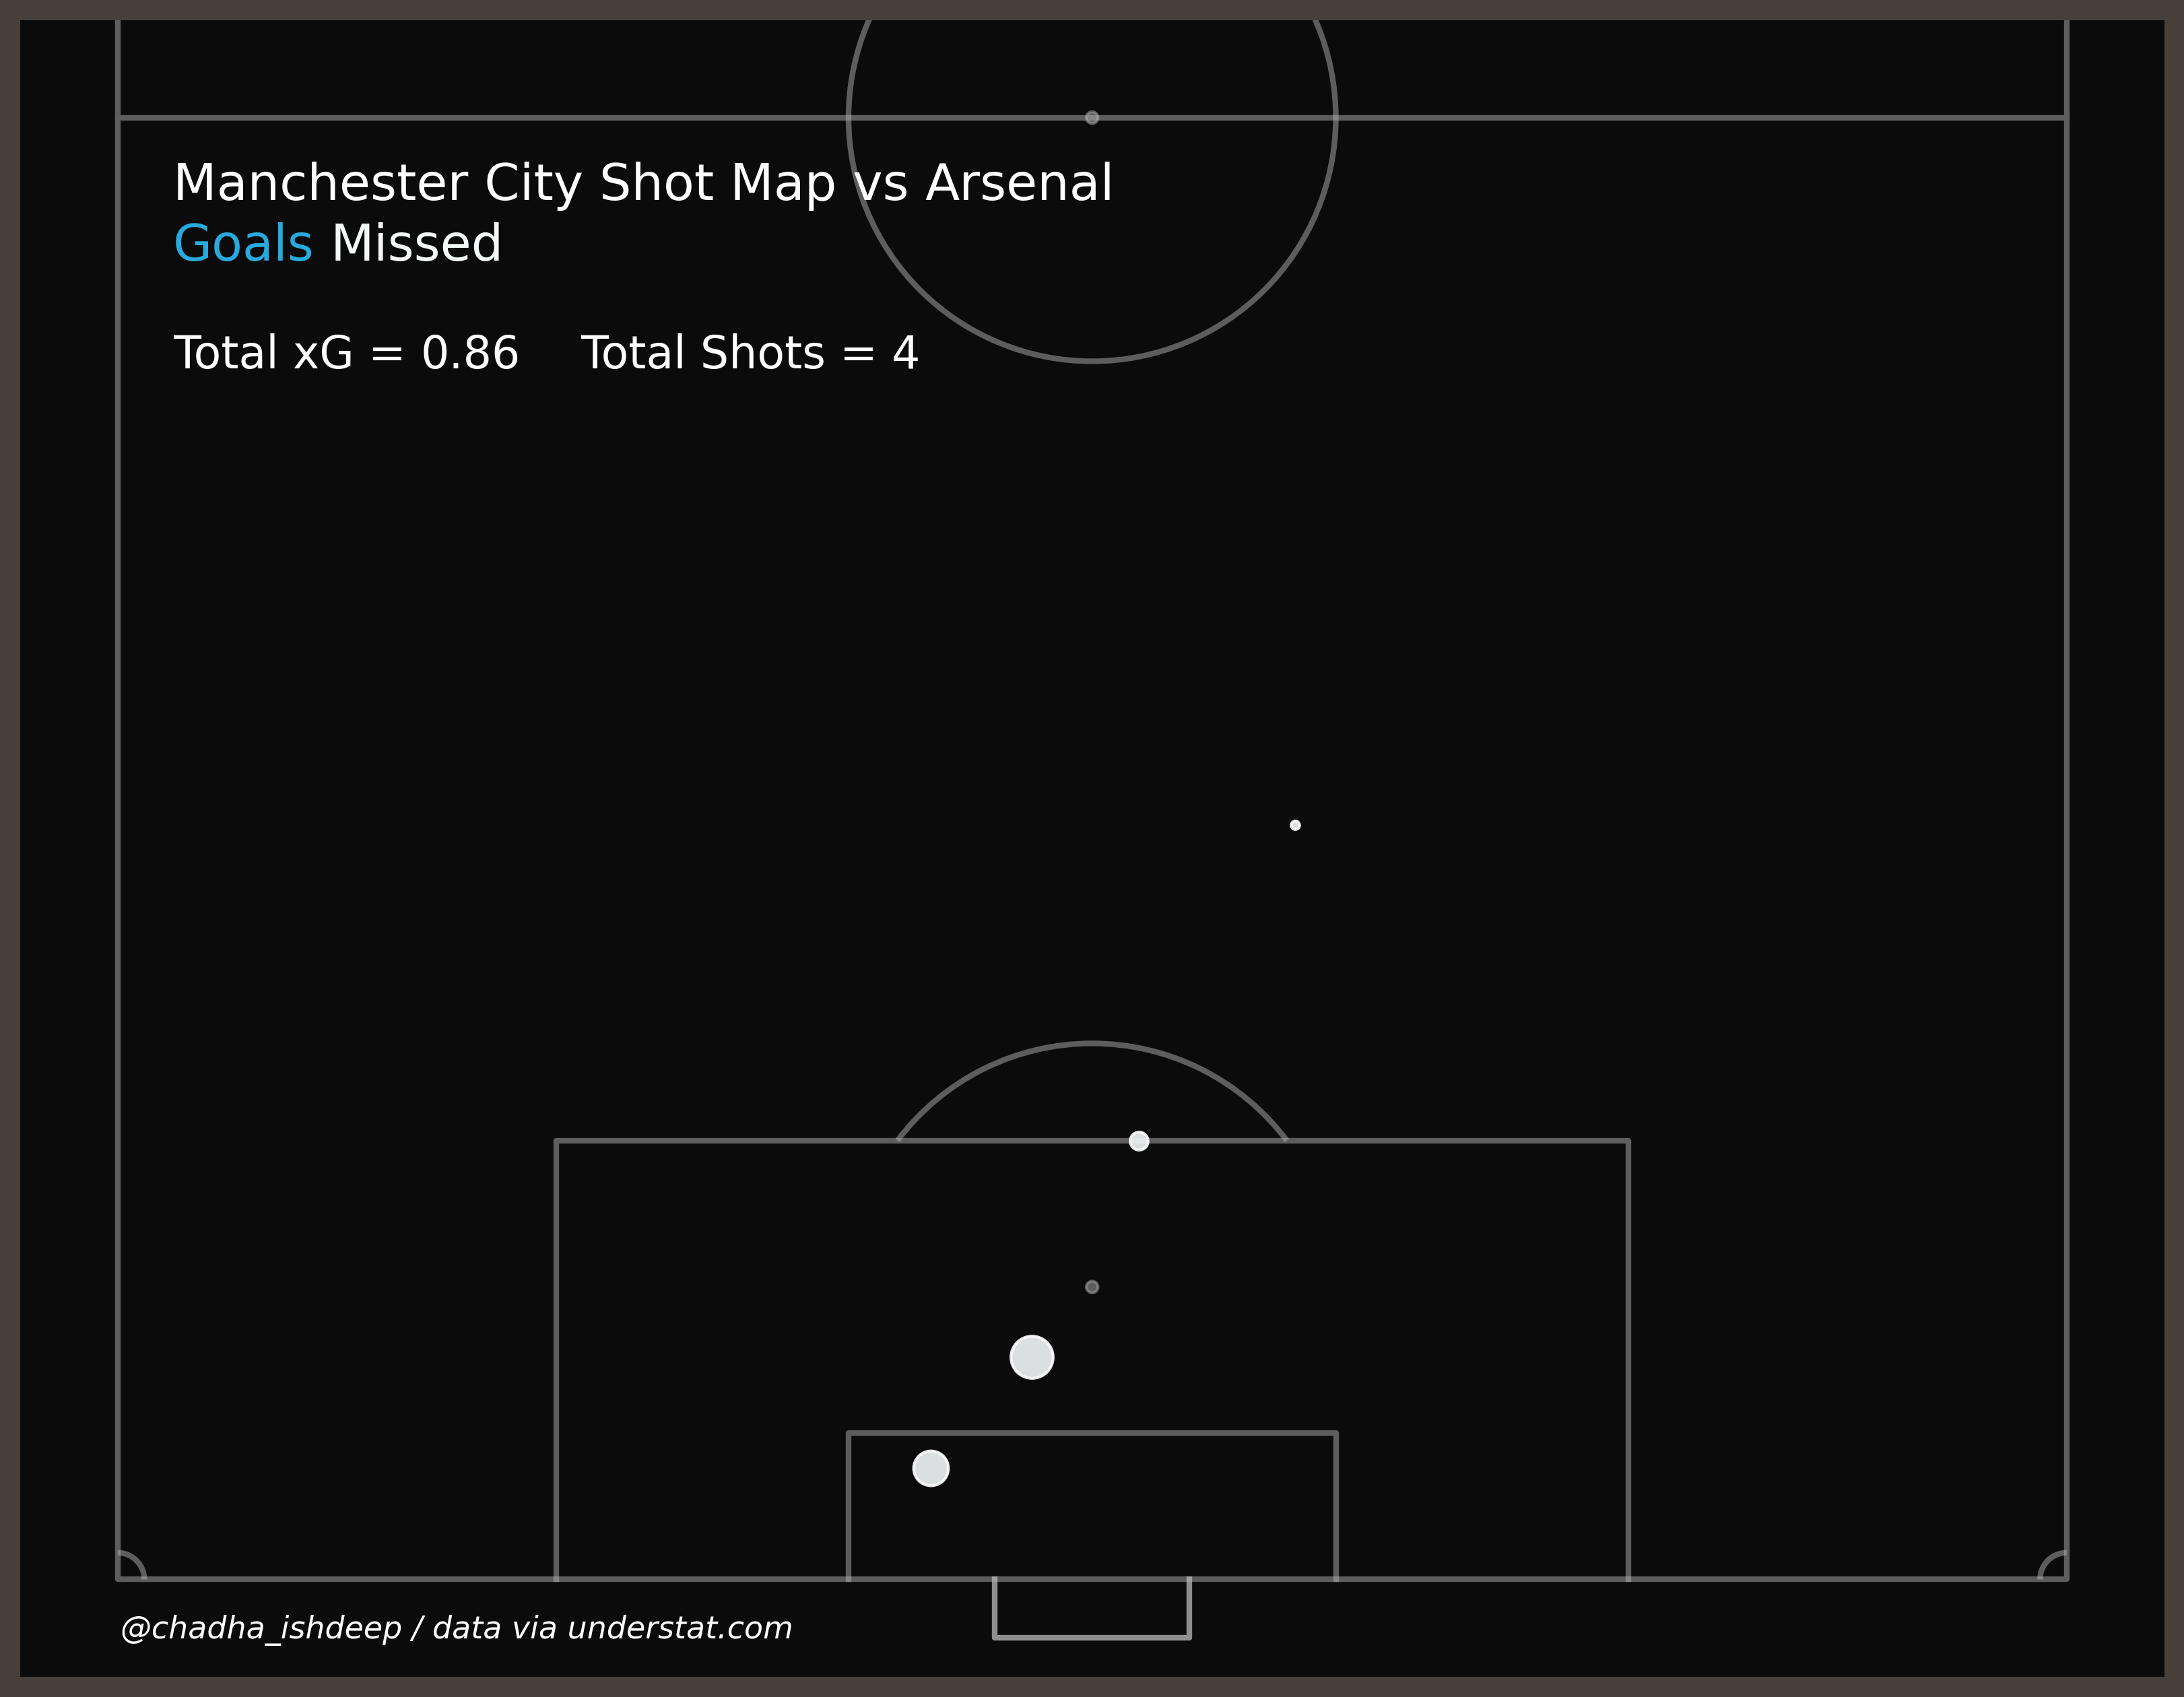 Manchester City Shot Map vs Arsenal
Goals Missed
Total xG = 0.86 Total Shots = 4
@chadha_ishdeep / data via understat.com